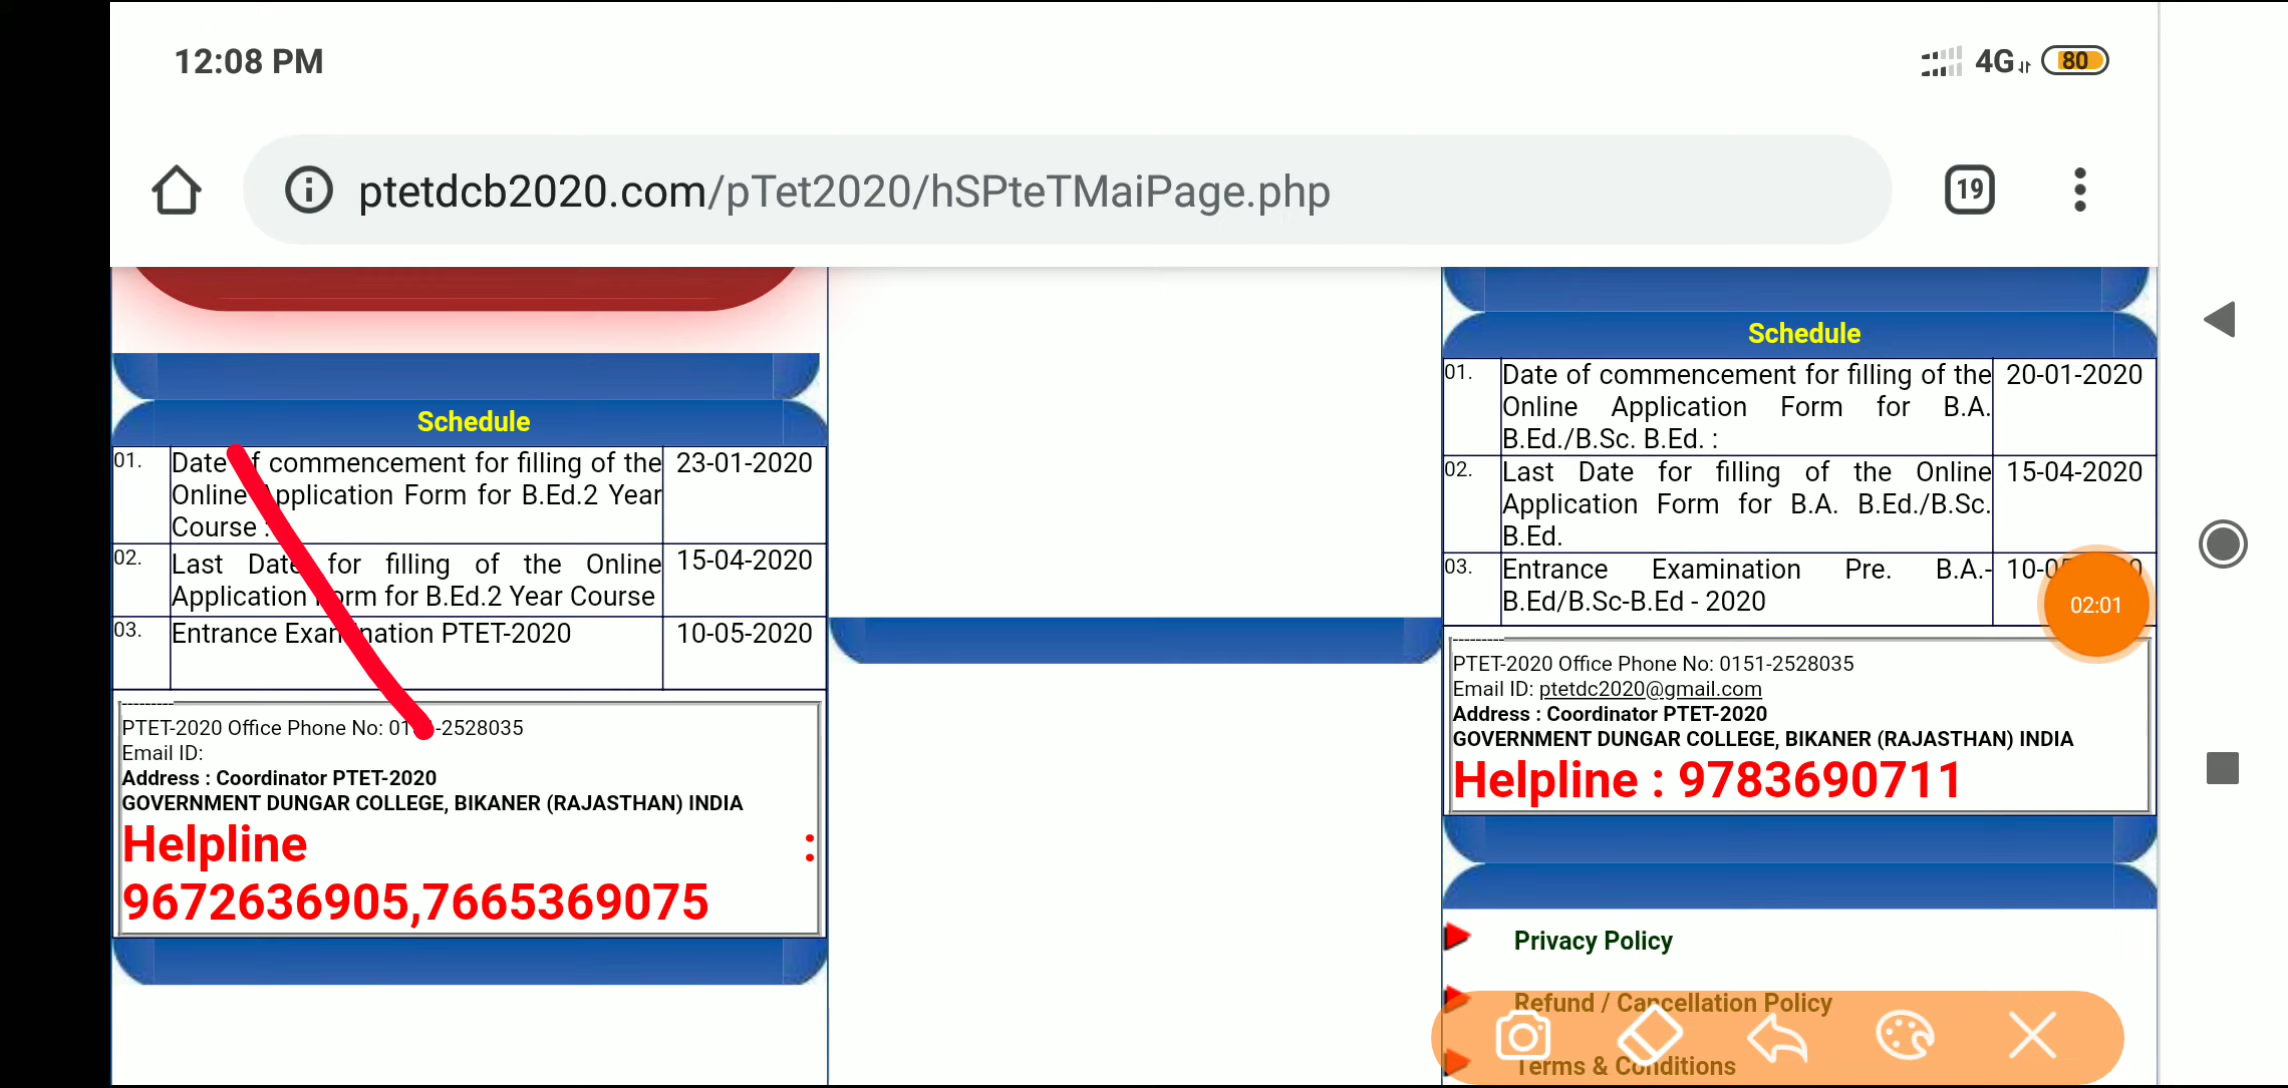 12:08 PM
4G
80
ptetdcb2020.com/pTet2020/hSPteTMaiPage.php
19
Schedule
01. Date of commencement for filling of the 23-01-2020
Online Application Form for B.Ed.2 Year
Course :
02. Last Date for filling of the Online 15-04-2020
Application Form for B.Ed.2 Year Course
03. Entrance Examination PTET-2020 10-05-2020
----------
PTET-2020 Office Phone No: 0151-2528035
Email ID:
Address : Coordinator PTET-2020
GOVERNMENT DUNGAR COLLEGE, BIKANER (RAJASTHAN) INDIA
Helpline :
9672636905,7665369075
Schedule
01. Date of commencement for filling of the 20-01-2020
Online Application Form for B.A.
B.Ed./B.Sc. B.Ed. :
02. Last Date for filling of the Online 15-04-2020
Application Form for B.A. B.Ed./B.Sc.
B.Ed.
03. Entrance Examination Pre. B.A.-
B.Ed/B.Sc-B.Ed - 2020
02:01
----------
PTET-2020 Office Phone No: 0151-2528035
Email ID: ptetdc2020@gmail.com
Address : Coordinator PTET-2020
GOVERNMENT DUNGAR COLLEGE, BIKANER (RAJASTHAN) INDIA
Helpline : 9783690711
Privacy Policy
Refund / Cancellation Policy
Terms & Conditions